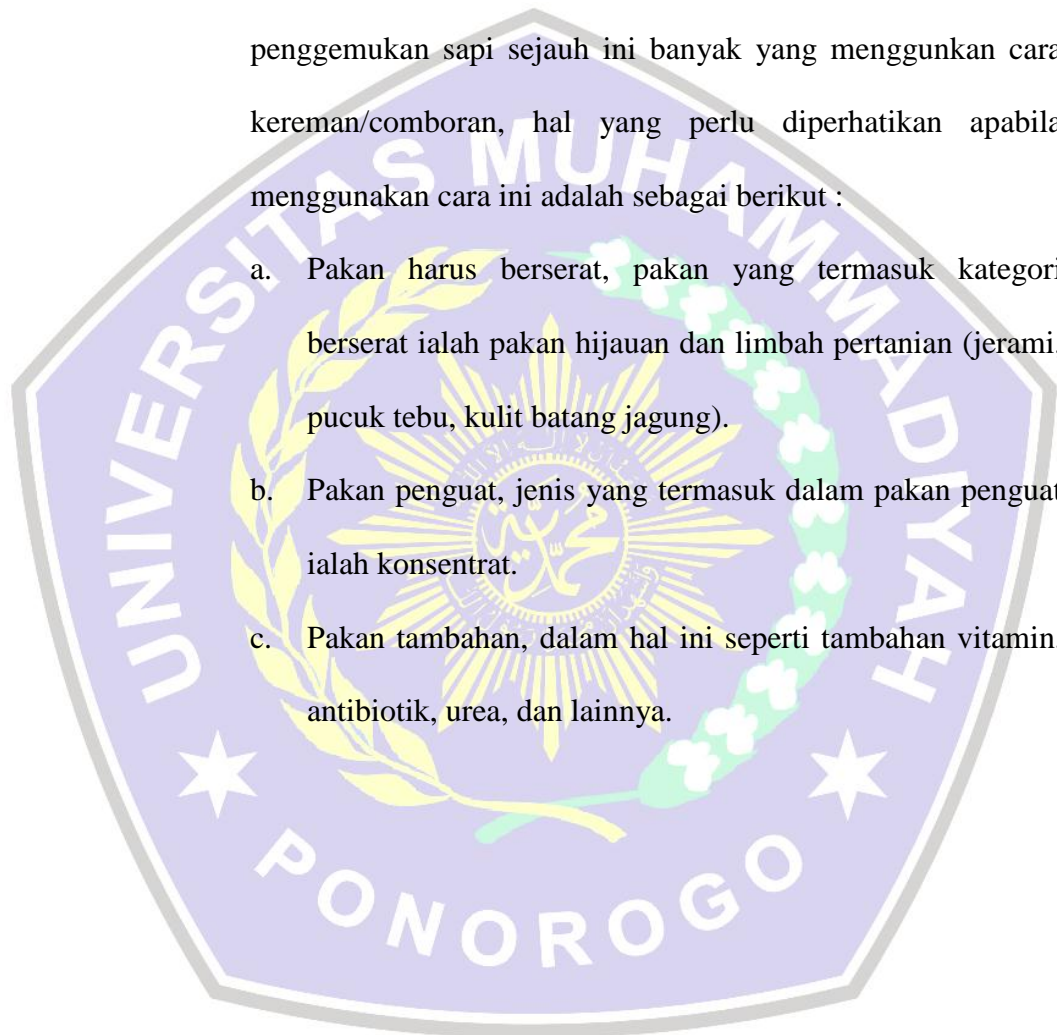 penggemukan sapi sejauh ini banyak yang menggunkan cara
kereman/comboran, hal yang perlu diperhatikan apabila
menggunakan cara ini adalah sebagai berikut :
a. Pakan harus berserat, pakan yang termasuk kategori
berserat ialah pakan hijauan dan limbah pertanian (jerami,
pucuk tebu, kulit batang jagung).
b. Pakan penguat, jenis yang termasuk dalam pakan penguat
ialah konsentrat.
c. Pakan tambahan, dalam hal ini seperti tambahan vitamin,
antibiotik, urea, dan lainnya.
UNIVERSITAS MUHAMMADIYAH
PONOROGO